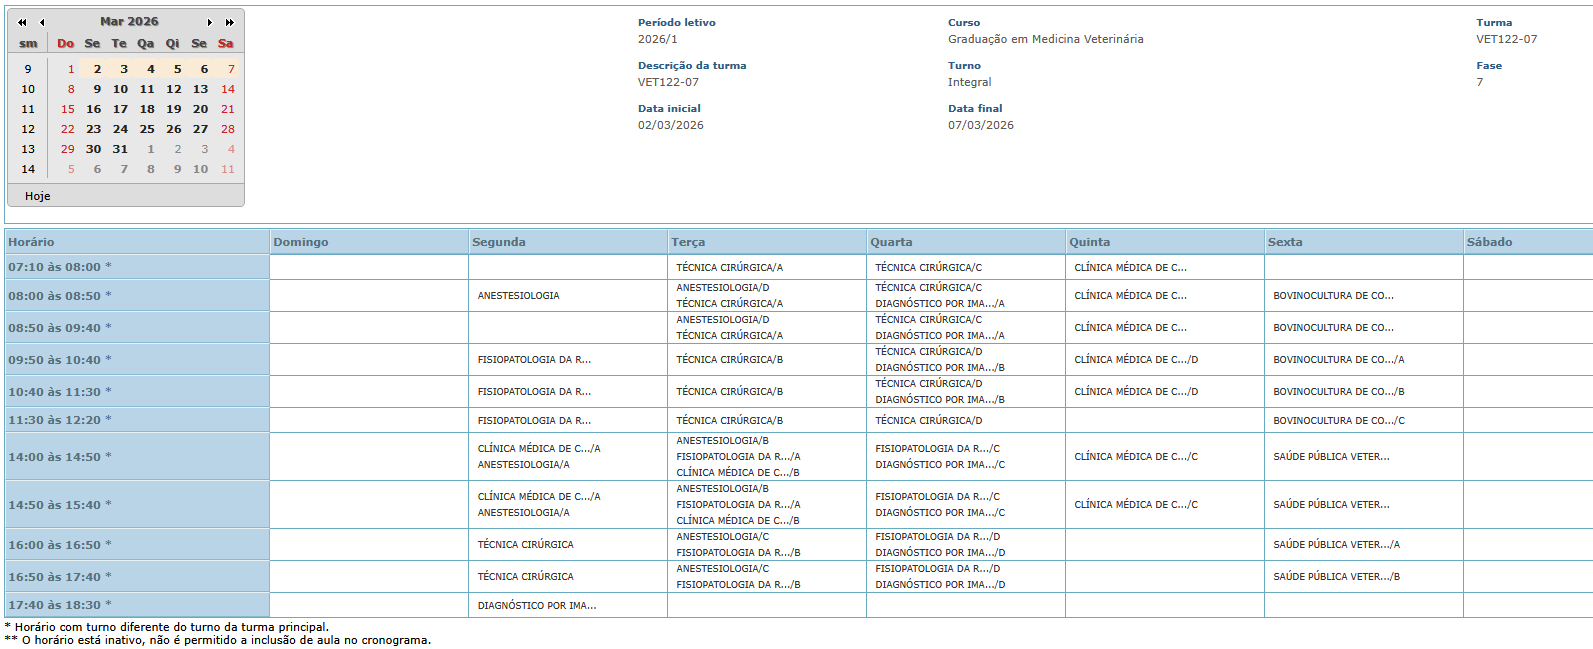 Mar 2026
sm Do Se Te Qa Qi Se Sa
9 1 2 3 4 5 6 7
10 8 9 10 11 12 13 14
11 15 16 17 18 19 20 21
12 22 23 24 25 26 27 28
13 29 30 31 1 2 3 4
14 5 6 7 8 9 10 11
Hoje
Período letivo
2026/1
Curso
Graduação em Medicina Veterinária
Turma
VET122-07
Descrição da turma
VET122-07
Turno
Integral
Fase
7
Data inicial
02/03/2026
Data final
07/03/2026
Horário Domingo Segunda Terça Quarta Quinta Sexta Sábado
07:10 às 08:00 *
TÉCNICA CIRÚRGICA/A
TÉCNICA CIRÚRGICA/C
CLÍNICA MÉDICA DE C...
08:00 às 08:50 *
ANESTESIOLOGIA
ANESTESIOLOGIA/D
TÉCNICA CIRÚRGICA/A
TÉCNICA CIRÚRGICA/C
DIAGNÓSTICO POR IMA.../A
CLÍNICA MÉDICA DE C...
BOVINOCULTURA DE CO...
08:50 às 09:40 *
ANESTESIOLOGIA/D
TÉCNICA CIRÚRGICA/A
TÉCNICA CIRÚRGICA/C
DIAGNÓSTICO POR IMA.../A
CLÍNICA MÉDICA DE C...
BOVINOCULTURA DE CO...
09:50 às 10:40 *
FISIOPATOLOGIA DA R...
TÉCNICA CIRÚRGICA/B
TÉCNICA CIRÚRGICA/D
DIAGNÓSTICO POR IMA.../B
CLÍNICA MÉDICA DE C.../D
BOVINOCULTURA DE CO.../A
10:40 às 11:30 *
FISIOPATOLOGIA DA R...
TÉCNICA CIRÚRGICA/B
TÉCNICA CIRÚRGICA/D
DIAGNÓSTICO POR IMA.../B
CLÍNICA MÉDICA DE C.../D
BOVINOCULTURA DE CO.../B
11:30 às 12:20 *
FISIOPATOLOGIA DA R...
TÉCNICA CIRÚRGICA/B
TÉCNICA CIRÚRGICA/D
BOVINOCULTURA DE CO.../C
14:00 às 14:50 *
CLÍNICA MÉDICA DE C.../A
ANESTESIOLOGIA/A
ANESTESIOLOGIA/B
FISIOPATOLOGIA DA R.../A
CLÍNICA MÉDICA DE C.../B
FISIOPATOLOGIA DA R.../C
DIAGNÓSTICO POR IMA.../C
CLÍNICA MÉDICA DE C.../C
SAÚDE PÚBLICA VETER...
14:50 às 15:40 *
CLÍNICA MÉDICA DE C.../A
ANESTESIOLOGIA/A
ANESTESIOLOGIA/B
FISIOPATOLOGIA DA R.../A
CLÍNICA MÉDICA DE C.../B
FISIOPATOLOGIA DA R.../C
DIAGNÓSTICO POR IMA.../C
CLÍNICA MÉDICA DE C.../C
SAÚDE PÚBLICA VETER...
16:00 às 16:50 *
TÉCNICA CIRÚRGICA
ANESTESIOLOGIA/C
FISIOPATOLOGIA DA R.../B
FISIOPATOLOGIA DA R.../D
DIAGNÓSTICO POR IMA.../D
SAÚDE PÚBLICA VETER.../A
16:50 às 17:40 *
TÉCNICA CIRÚRGICA
ANESTESIOLOGIA/C
FISIOPATOLOGIA DA R.../B
FISIOPATOLOGIA DA R.../D
DIAGNÓSTICO POR IMA.../D
SAÚDE PÚBLICA VETER.../B
17:40 às 18:30 *
DIAGNÓSTICO POR IMA...
* Horário com turno diferente do turno da turma principal.
** O horário está inativo, não é permitido a inclusão de aula no cronograma.